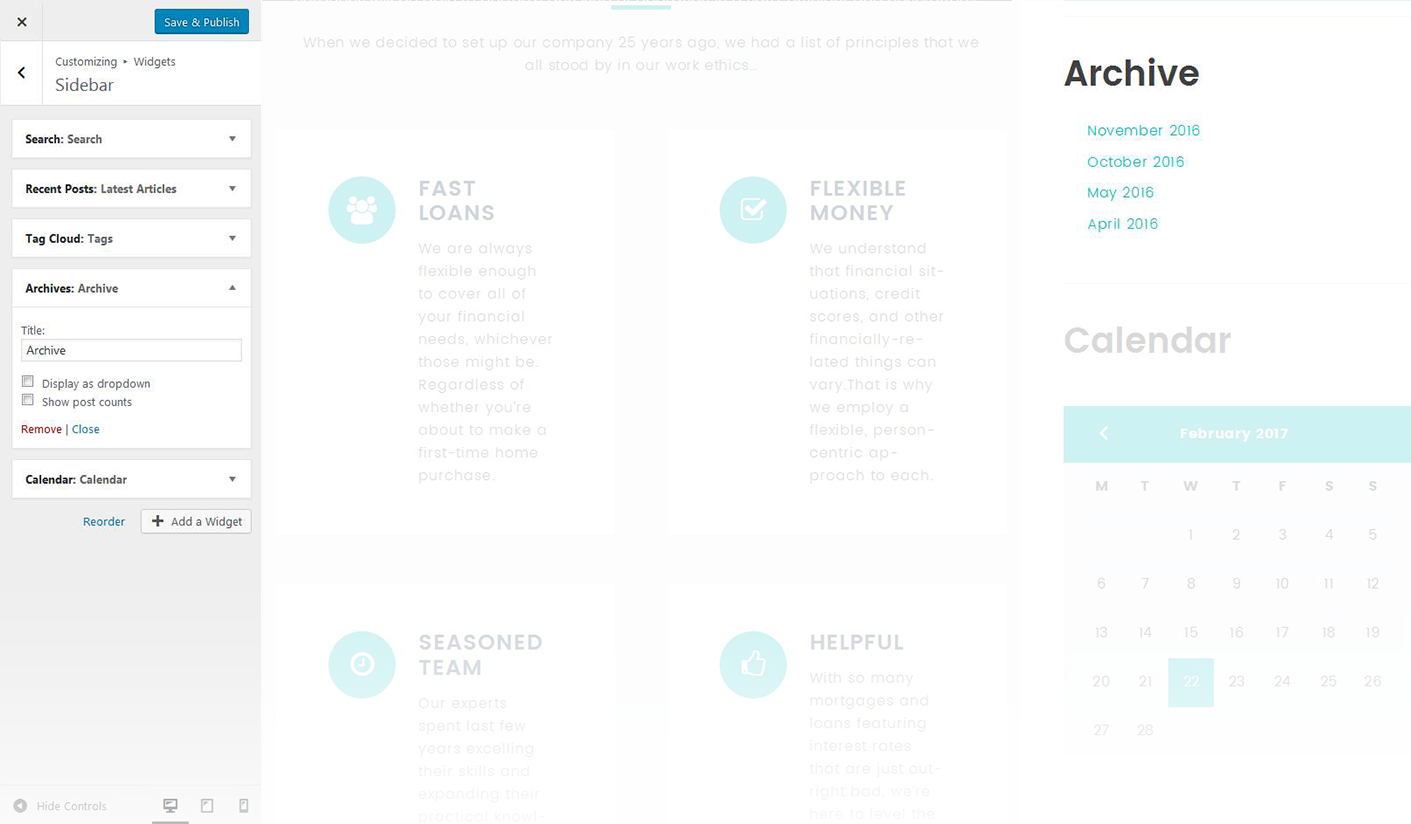 Save & Publish
Customizing ▸ Widgets
Sidebar
Search: Search
Recent Posts: Latest Articles
Tag Cloud: Tags
Archives: Archive
Title:
Archive
Display as dropdown
Show post counts
Remove | Close
Calendar: Calendar
Reorder
Add a Widget
Hide Controls
When we decided to set up our company 25 years ago, we had a list of principles that we
all stood by in our work ethics...
FAST
LOANS
We are always
flexible enough
to cover all of
your financial
needs, whichever
those might be.
Regardless of
whether you're
about to make a
first-time home
purchase.
FLEXIBLE
MONEY
We understand
that financial sit-
uations, credit
scores, and other
financially-re-
lated things can
vary.That is why
we employ a
flexible, person-
centric ap-
proach to each.
SEASONED
TEAM
Our experts
spent last few
years excelling
their skills and
expanding their
practical knowl-
HELPFUL
With so many
mortgages and
loans featuring
interest rates
that are just out-
right bad, we're
here to level the
Archive
November 2016
October 2016
May 2016
April 2016
Calendar
February 2017
M T W T F S S
1 2 3 4 5
6 7 8 9 10 11 12
13 14 15 16 17 18 19
20 21 22 23 24 25 26
27 28